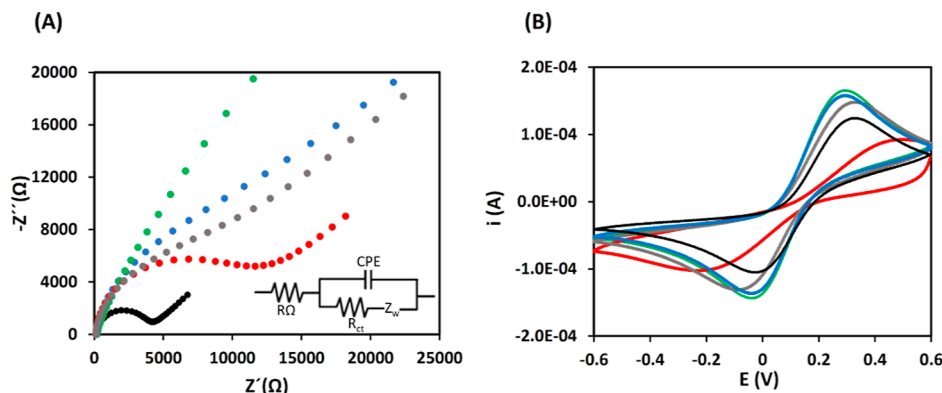 (A)
20000
16000
12000
8000
4000
0
-Z´´(Ω)
0
5000
10000
15000
20000
25000
Z´(Ω)
CPE
RΩ
Rct
Zw
(B)
2.0E-04
1.0E-04
0.0E+00
-1.0E-04
-2.0E-04
i (A)
-0.6
-0.4
-0.2
0
0.2
0.4
0.6
E (V)